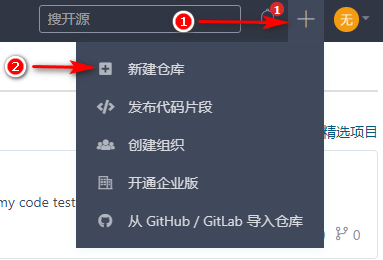 搜开源
1
1
无
2
新建仓库
发布代码片段
创建组织
开通企业版
从 GitHub / GitLab 导入仓库
精选项目
my code test
0